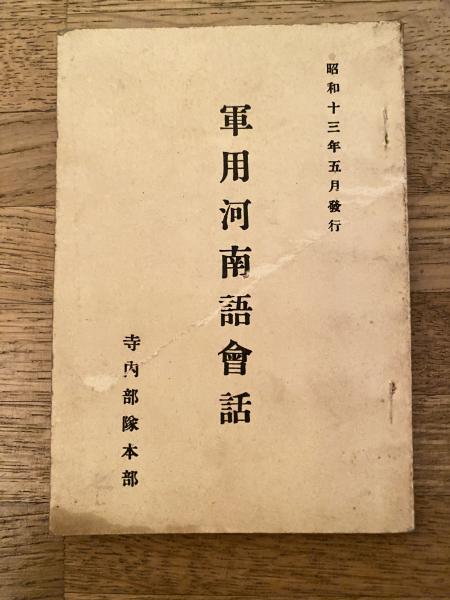 昭和十三年五月發行
軍用河南語會話
寺内部隊本部